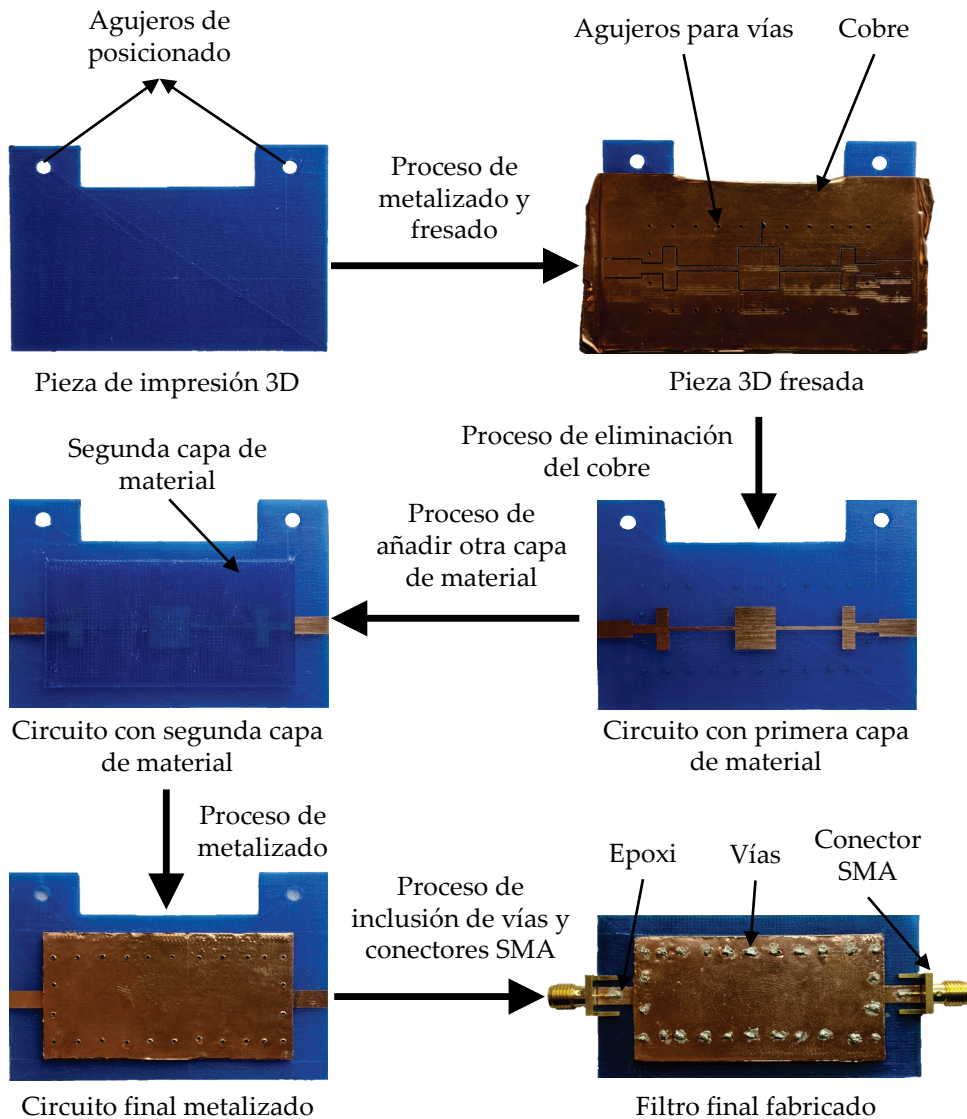 Agujeros de
posicionado
Agujeros para vías
Cobre
Proceso de
metalizado y
fresado
Pieza de impresión 3D
Pieza 3D fresada
Proceso de eliminación
del cobre
Segunda capa de
material
Proceso de
añadir otra capa
de material
Circuito con segunda capa
de material
Circuito con primera capa
de material
Proceso de
metalizado
Proceso de
inclusión de vías y
conectores SMA
Epoxi
Vías
Conector
SMA
Circuito final metalizado
Filtro final fabricado